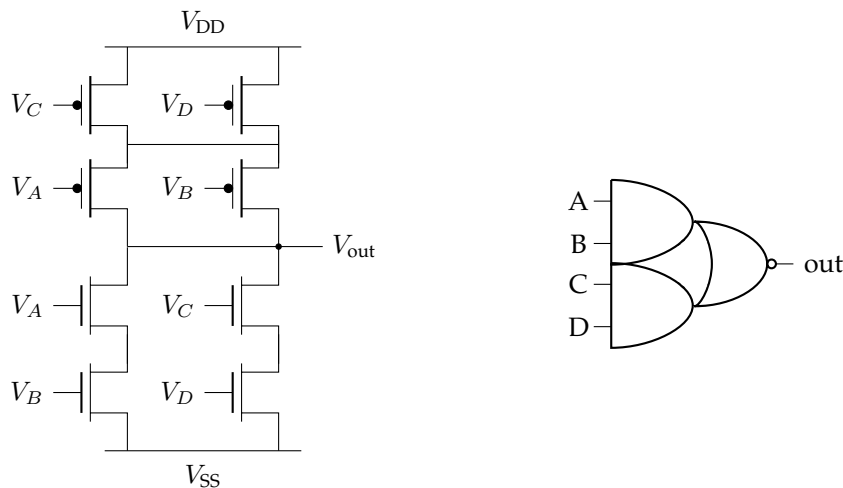 V_DD
V_C V_D
V_A V_B
V_out
V_A V_C
V_B V_D
V_SS
A
B
C
D
out